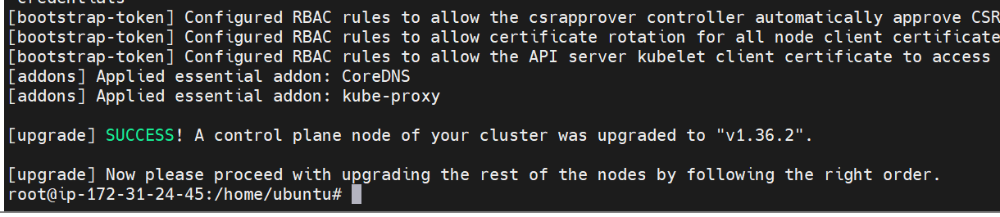 [bootstrap-token] Configured RBAC rules to allow the csrapprover controller automatically approve CSR
[bootstrap-token] Configured RBAC rules to allow certificate rotation for all node client certificate
[bootstrap-token] Configured RBAC rules to allow the API server kubelet client certificate to access
[addons] Applied essential addon: CoreDNS
[addons] Applied essential addon: kube-proxy
[upgrade] SUCCESS! A control plane node of your cluster was upgraded to "v1.36.2".
[upgrade] Now please proceed with upgrading the rest of the nodes by following the right order.
root@ip-172-31-24-45:/home/ubuntu#